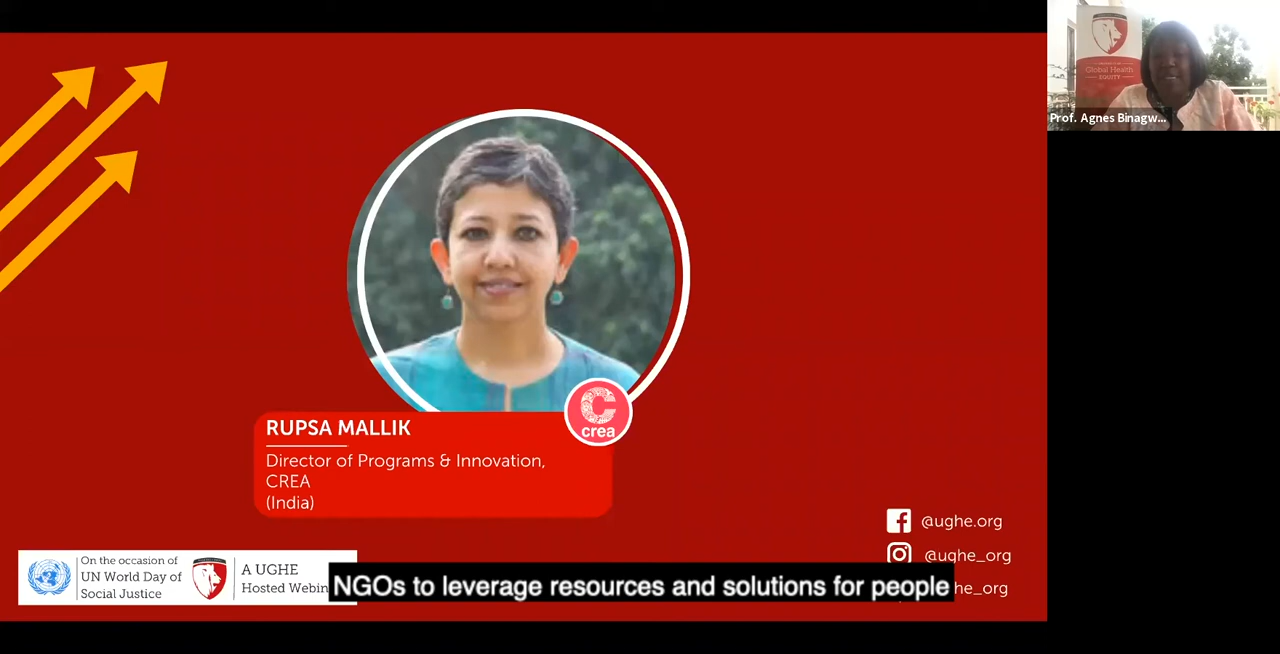 Global Health
EQUITY
Prof. Agnes Binagw...
crea
RUPSA MALLIK
Director of Programs & Innovation,
CREA
(India)
@ughe.org
@ughe_org
he_org
On the occasion of
UN World Day of
Social Justice
A UGHE
Hosted Webin
NGOs to leverage resources and solutions for people